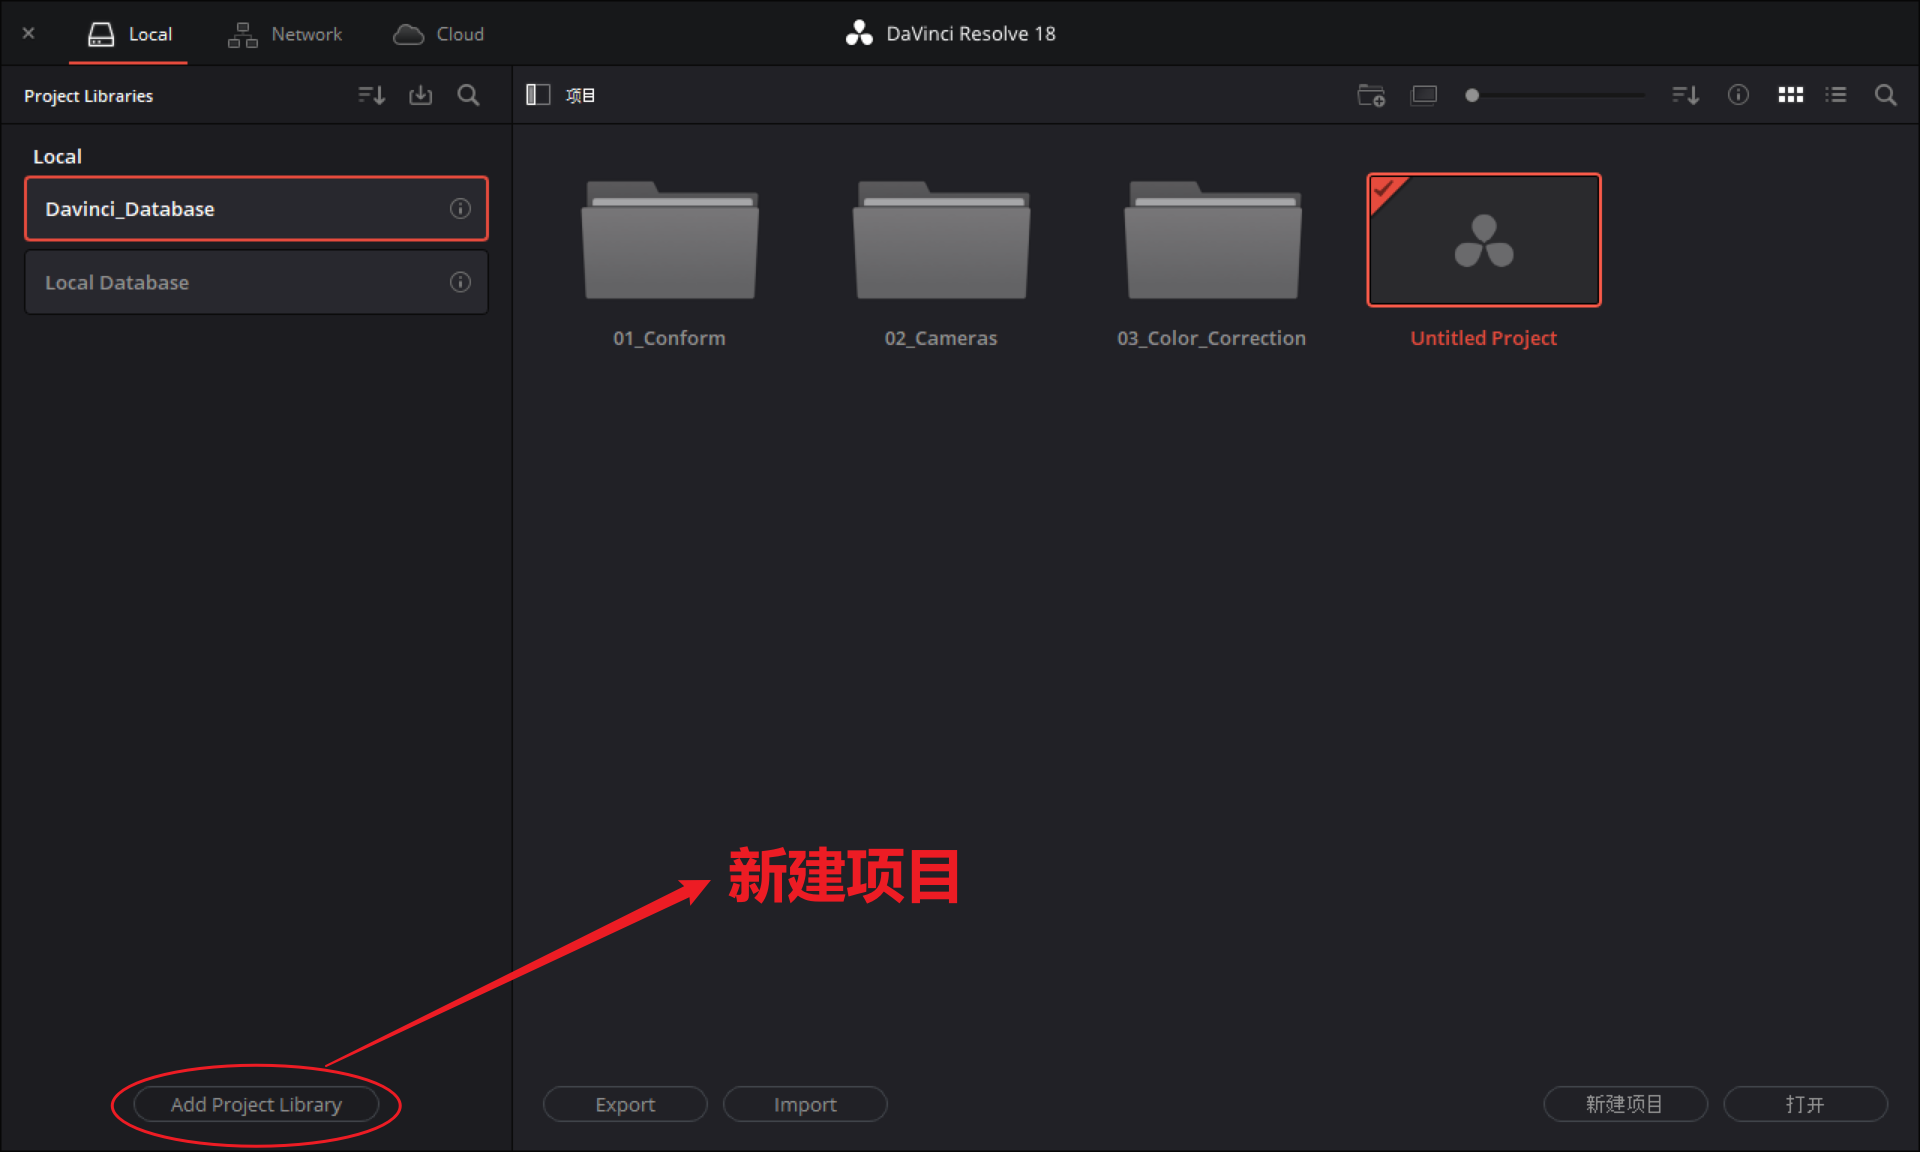 Local
Network
Cloud
DaVinci Resolve 18
Project Libraries
项目
Local
Davinci_Database
Local Database
01_Conform
02_Cameras
03_Color_Correction
Untitled Project
新建项目
Add Project Library
Export
Import
新建项目
打开